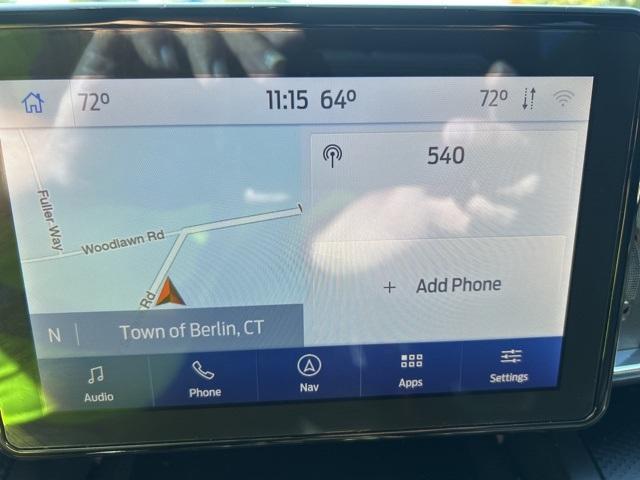 72° 11:15 64° 72°
540
Fuller Way
Woodlawn Rd
Rd
+ Add Phone
N Town of Berlin, CT
Audio Phone Nav Apps Settings